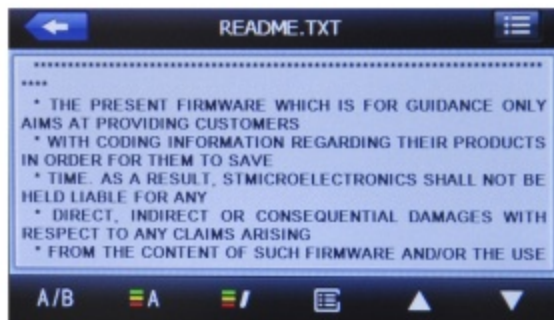 README.TXT
******************************************************************************
****
* THE PRESENT FIRMWARE WHICH IS FOR GUIDANCE ONLY
AIMS AT PROVIDING CUSTOMERS
* WITH CODING INFORMATION REGARDING THEIR PRODUCTS
IN ORDER FOR THEM TO SAVE
* TIME. AS A RESULT, STMICROELECTRONICS SHALL NOT BE
HELD LIABLE FOR ANY
* DIRECT, INDIRECT OR CONSEQUENTIAL DAMAGES WITH
RESPECT TO ANY CLAIMS ARISING
* FROM THE CONTENT OF SUCH FIRMWARE AND/OR THE USE
A/B A